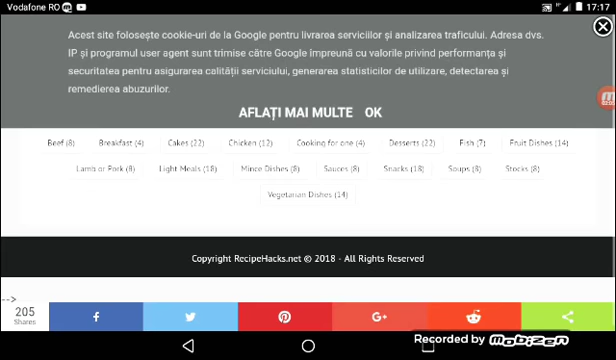 Vodafone RO
17:17
Acest site folosește cookie-uri de la Google pentru livrarea serviciilor și analizarea traficului. Adresa dvs.
IP și programul user agent sunt trimise către Google împreună cu valorile privind performanța și
securitatea pentru asigurarea calității serviciului, generarea statisticilor de utilizare, detectarea și
remedierea abuzurilor.
AFLAȚI MAI MULTE OK
Beef (8) Breakfast (4) Cakes (22) Chicken (12) Cooking for one (4) Desserts (22) Fish (7) Fruit Dishes (14)
Lamb or Pork (8) Light Meals (18) Mince Dishes (8) Sauces (8) Snacks (18) Soups (8) Stocks (8)
Vegetarian Dishes (14)
Copyright RecipeHacks.net © 2018 - All Rights Reserved
-->
205
Shares
Recorded by
MOBIZEN